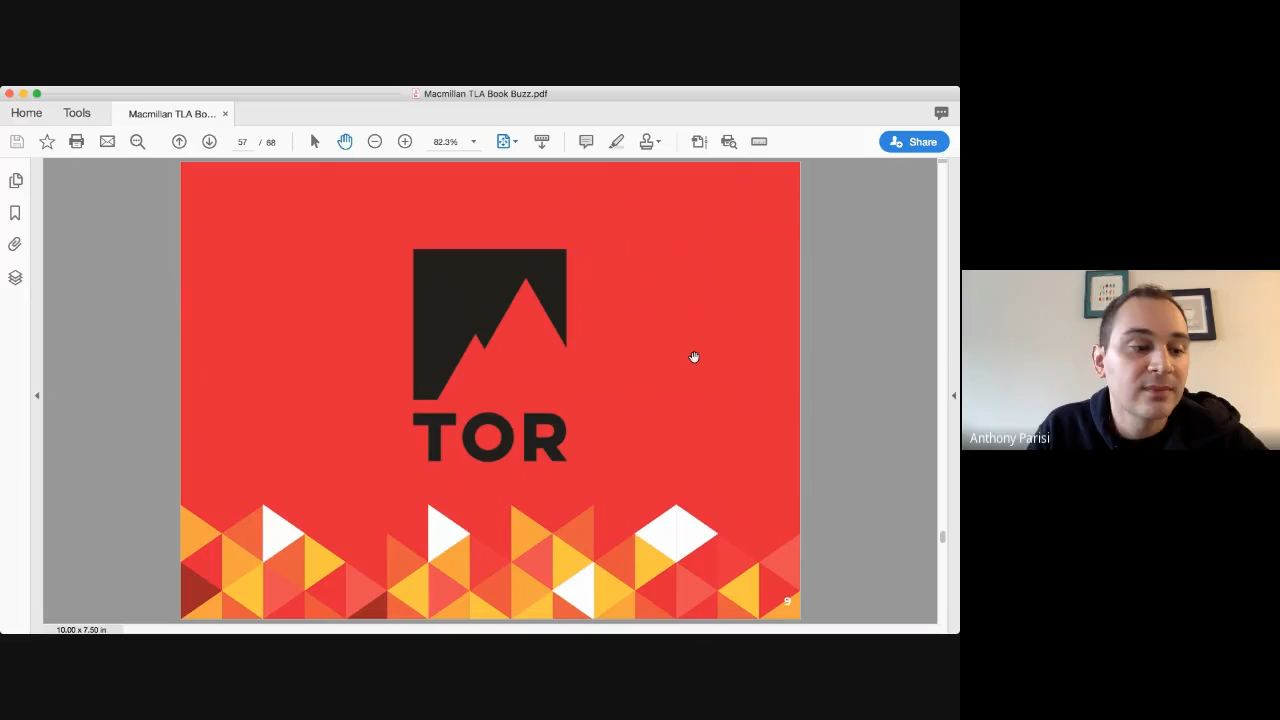 Macmillan TLA Book Buzz.pdf
Home Tools Macmillan TLA Bo... ×
57 / 68 82.3% Share
TOR
9
10.00 x 7.50 in
Anthony Parisi